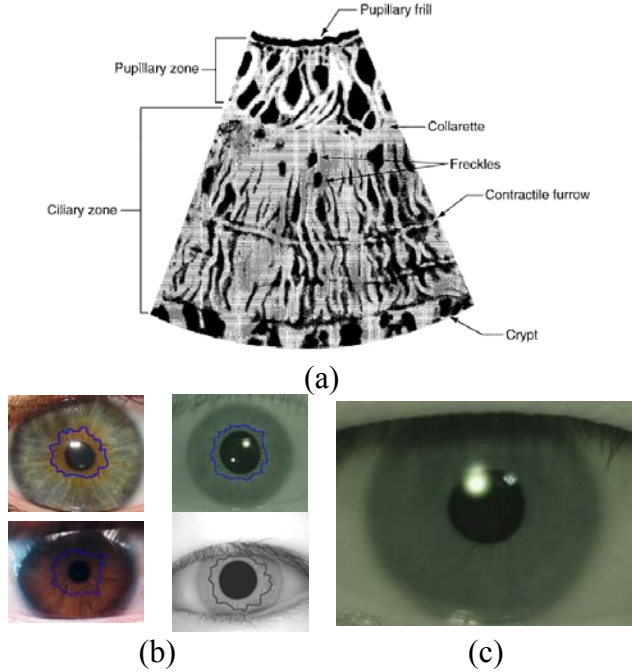 Pupillary frill
Pupillary zone
Collarette
Freckles
Contractile furrow
Ciliary zone
Crypt
(a)
(b)
(c)